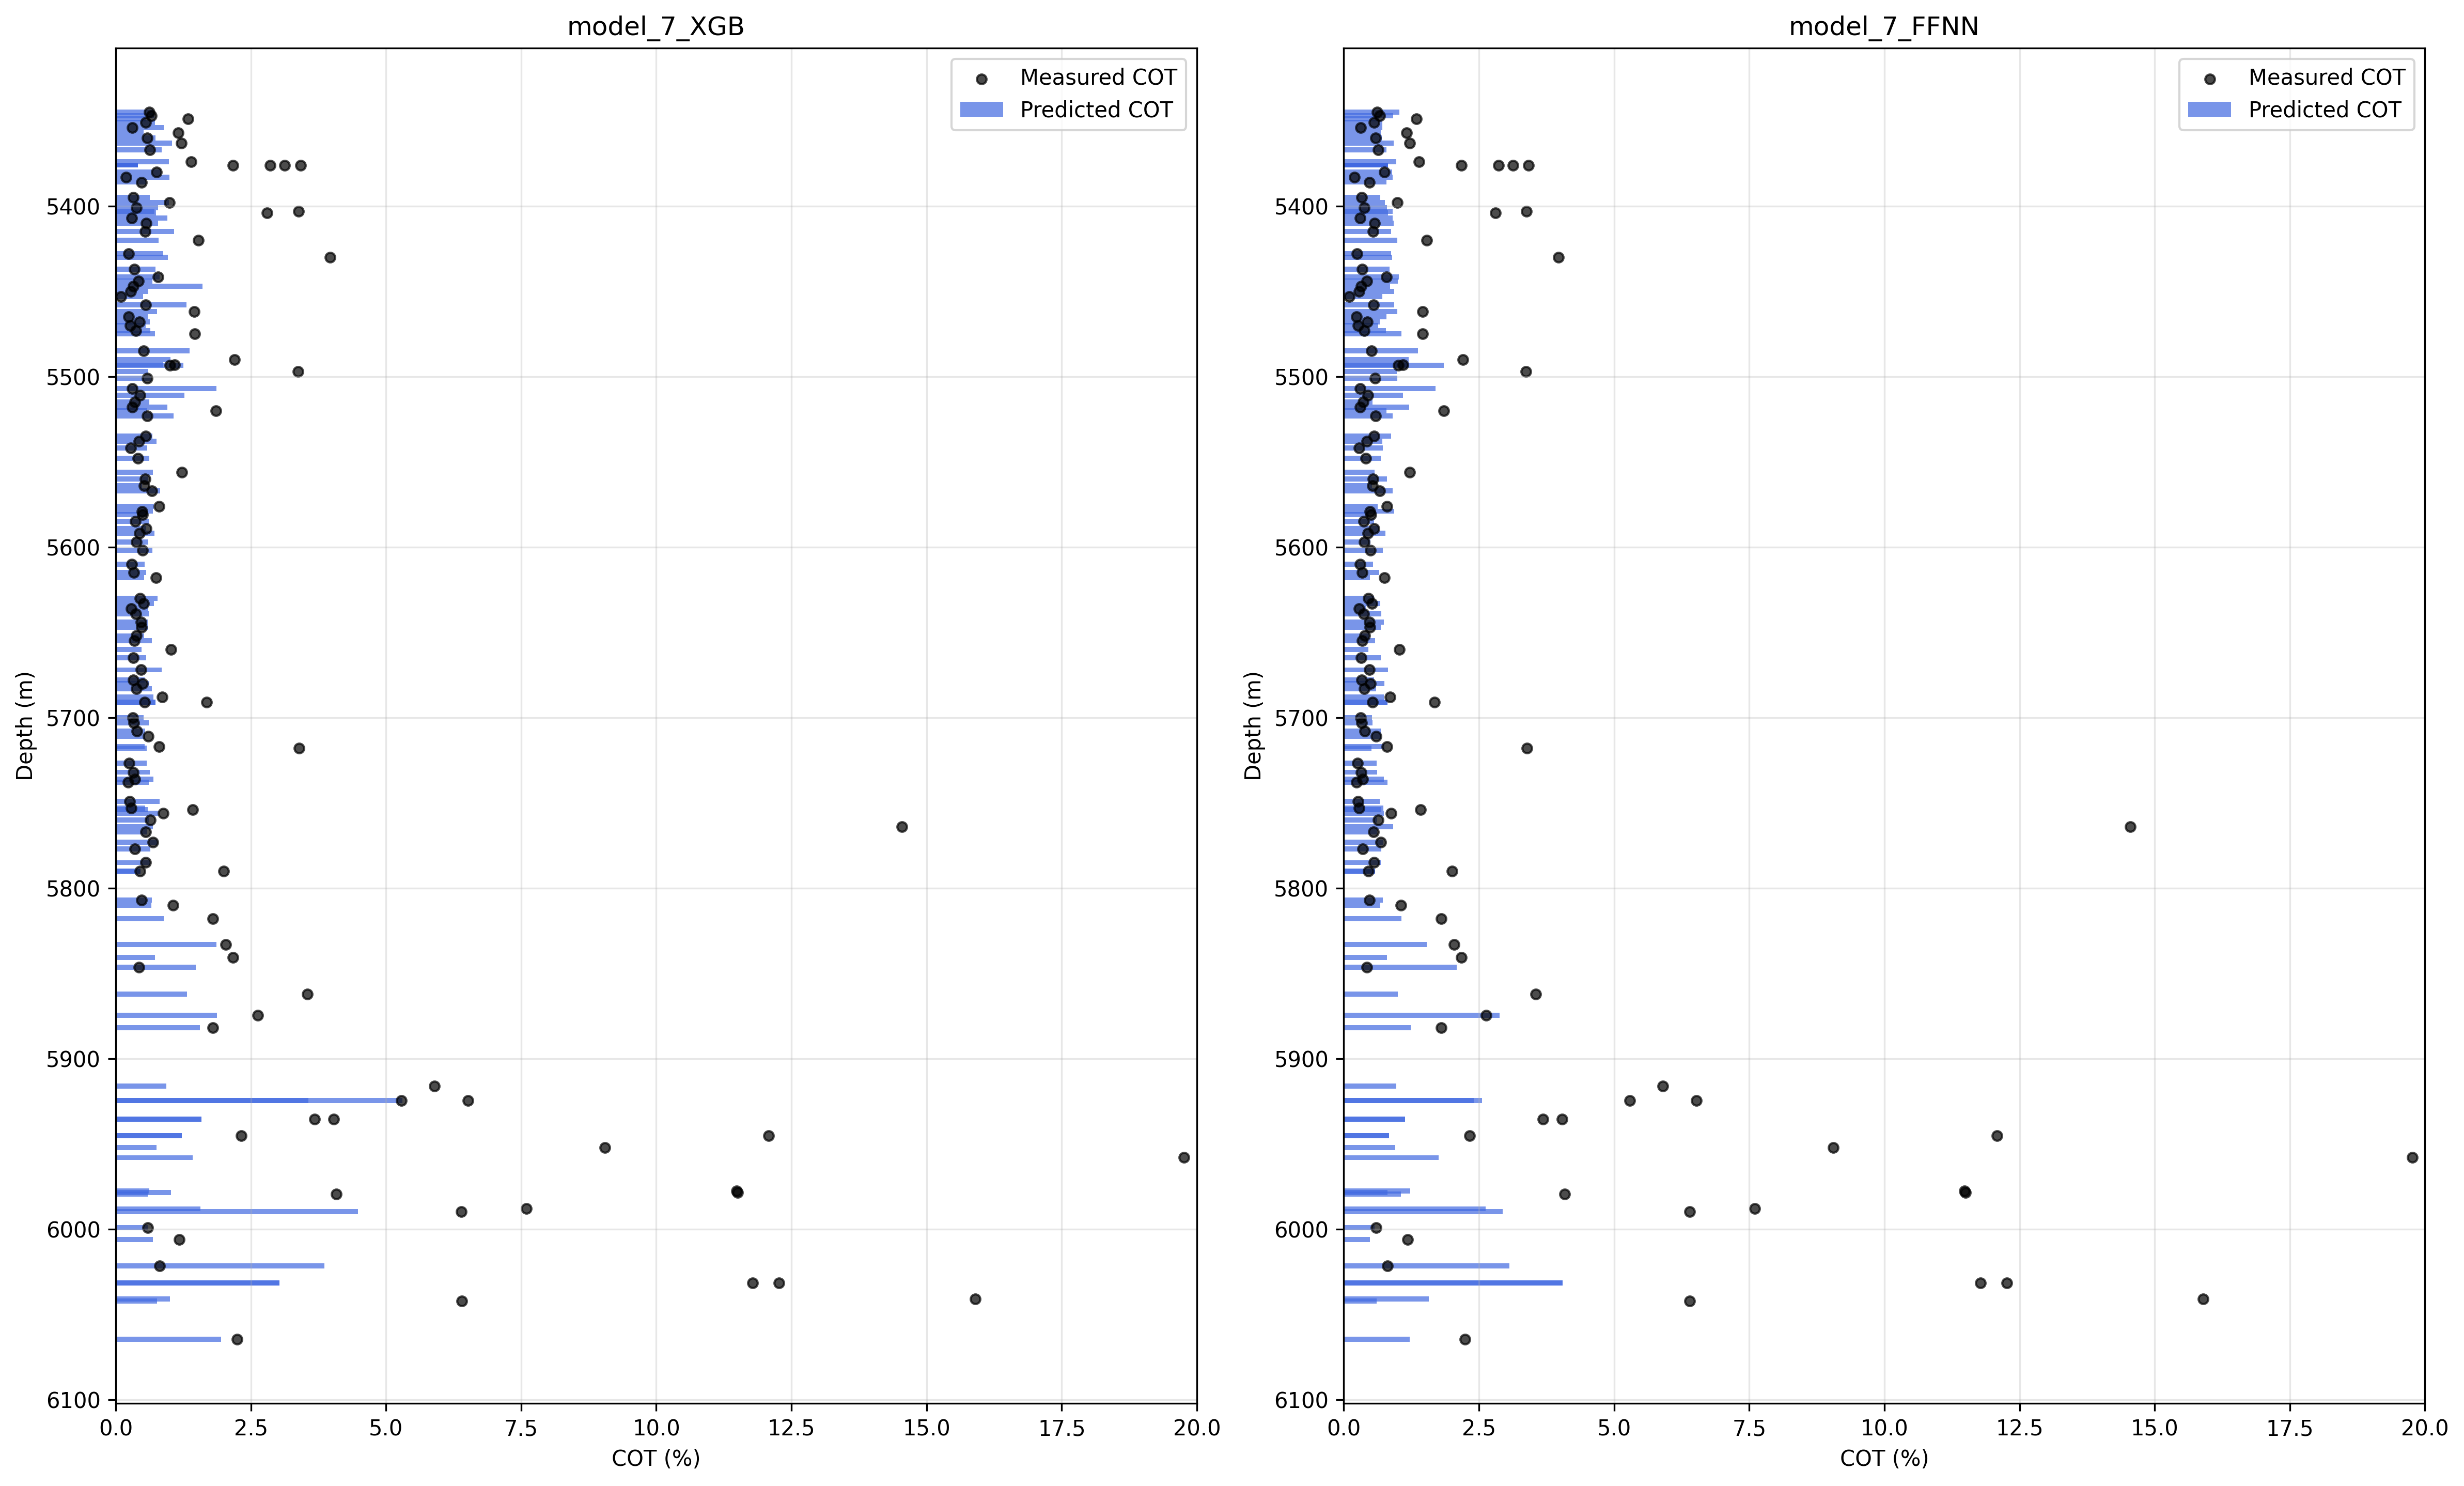 model_7_XGB
Measured COT
Predicted COT
Depth (m)
5400
5500
5600
5700
5800
5900
6000
6100
0.0 2.5 5.0 7.5 10.0 12.5 15.0 17.5 20.0
COT (%)
model_7_FFNN
Measured COT
Predicted COT
Depth (m)
5400
5500
5600
5700
5800
5900
6000
6100
0.0 2.5 5.0 7.5 10.0 12.5 15.0 17.5 20.0
COT (%)